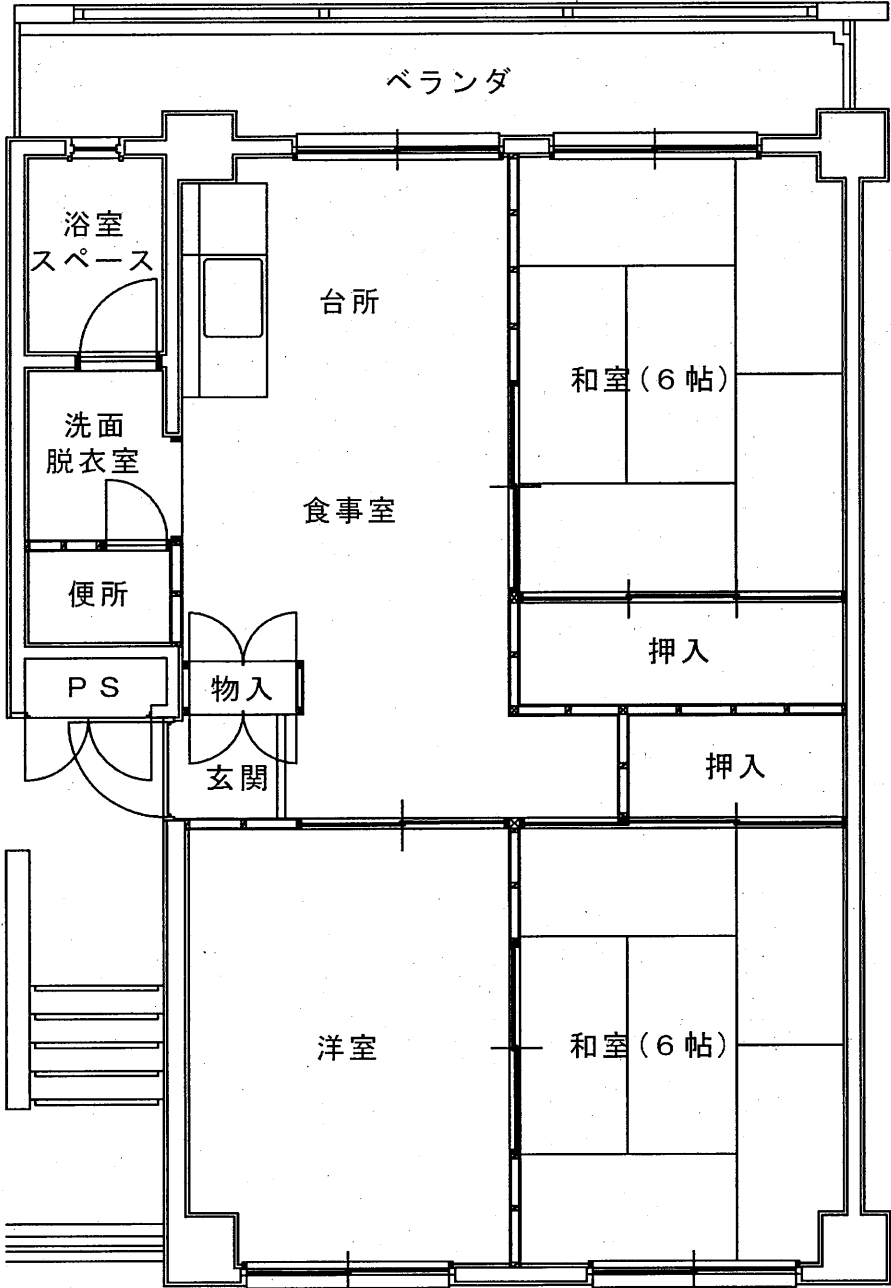 ベランダ
浴室
スペース
台所
和室(6帖)
洗面
脱衣室
食事室
便所
押入
PS
物入
押入
玄関
洋室
和室(6帖)